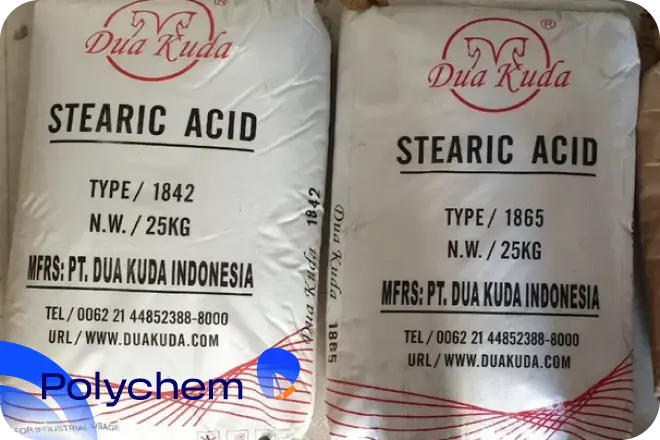 Dua Kuda
®
STEARIC ACID
TYPE / 1842
N.W. / 25KG
MFRS: PT. DUA KUDA INDONESIA
TEL / 0062 21 44852388-8000
URL / WWW.DUAKUDA.COM
FOR INDUSTRIAL USAGE
Dua Kuda 1842
Dua Kuda 1865
Dua Kuda
®
STEARIC ACID
TYPE / 1865
N.W. / 25KG
MFRS: PT. DUA KUDA INDONESIA
TEL / 0062 21 44852388-8000
URL / WWW.DUAKUDA.COM
Polychem